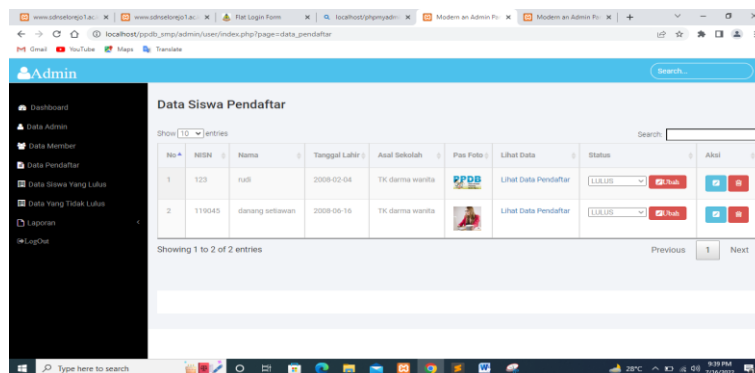 www.sdnselorejo1.ac. www.sdnselorejo1.ac. Flat Login Form localhost/phpmyadmi Modern an Admin Pa Modern an Admin Pa
localhost/ppdb_smp/admin/user/index.php?page=data_pendaftar
Gmail YouTube Maps Translate
Admin
Search...
Dashboard
Data Admin
Data Member
Data Pendaftar
Data Siswa Yang Lulus
Data Yang Tidak Lulus
Laporan
LogOut
Data Siswa Pendaftar
Show 10 entries Search:
No NISN Nama Tanggal Lahir Asal Sekolah Pas Foto Lihat Data Status Aksi
1 123 rudi 2008-02-04 TK darma wanita PPDB Lihat Data Pendaftar LULUS Ubah
2 119045 danang setiawan 2008-06-16 TK darma wanita Lihat Data Pendaftar LULUS Ubah
Showing 1 to 2 of 2 entries Previous 1 Next
Type here to search 28°C 9:39 PM